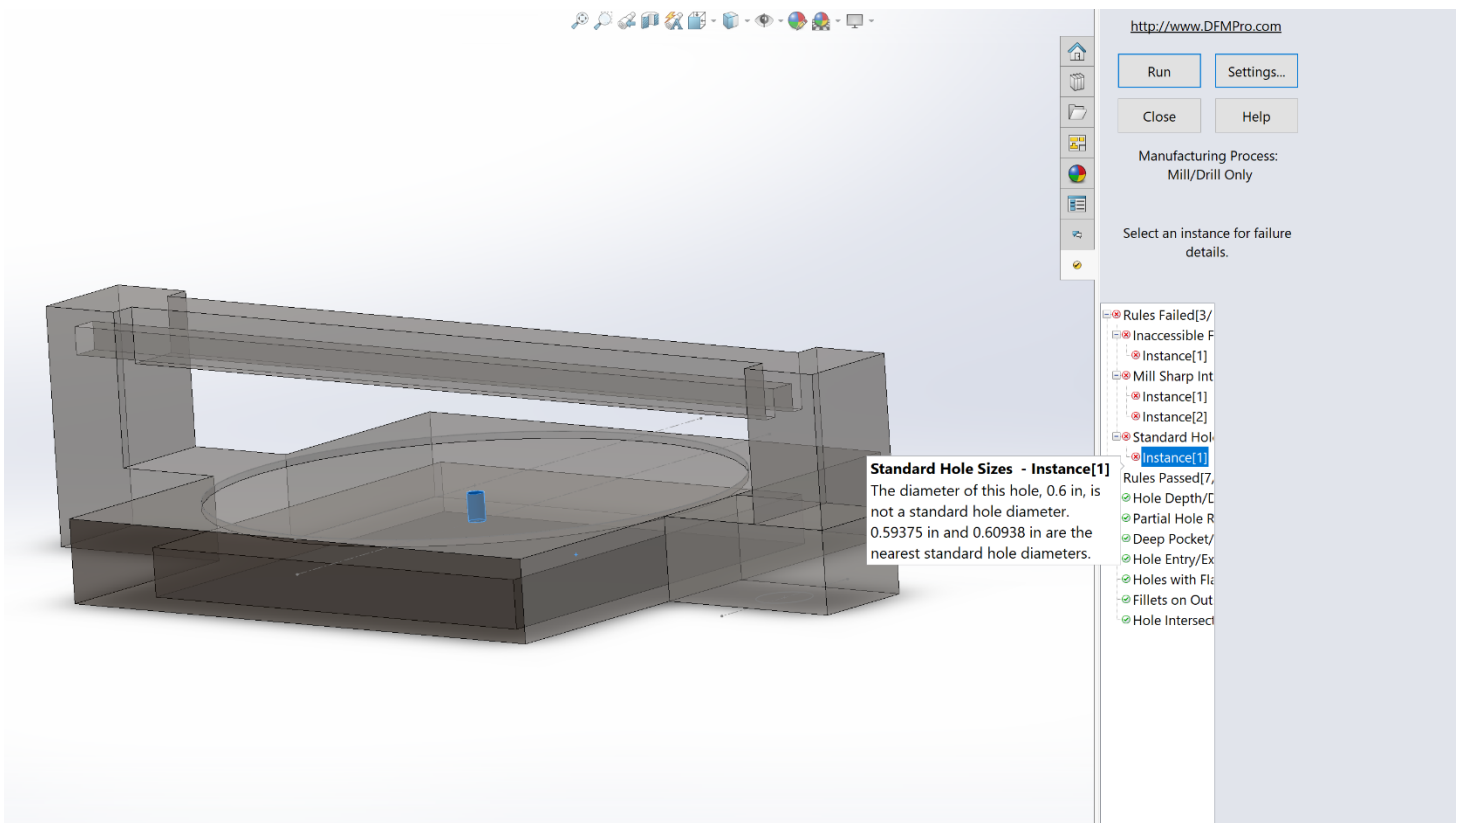 http://www.DFMPro.com
Run
Settings...
Close
Help
Manufacturing Process:
Mill/Drill Only
Select an instance for failure
details.
Rules Failed[3/
Inaccessible F
Instance[1]
Mill Sharp Int
Instance[1]
Instance[2]
Standard Hol
Instance[1]
Rules Passed[7,
Hole Depth/D
Partial Hole R
Deep Pocket/
Hole Entry/Ex
Holes with Fla
Fillets on Out
Hole Intersect
Standard Hole Sizes - Instance[1]
The diameter of this hole, 0.6 in, is
not a standard hole diameter.
0.59375 in and 0.60938 in are the
nearest standard hole diameters.